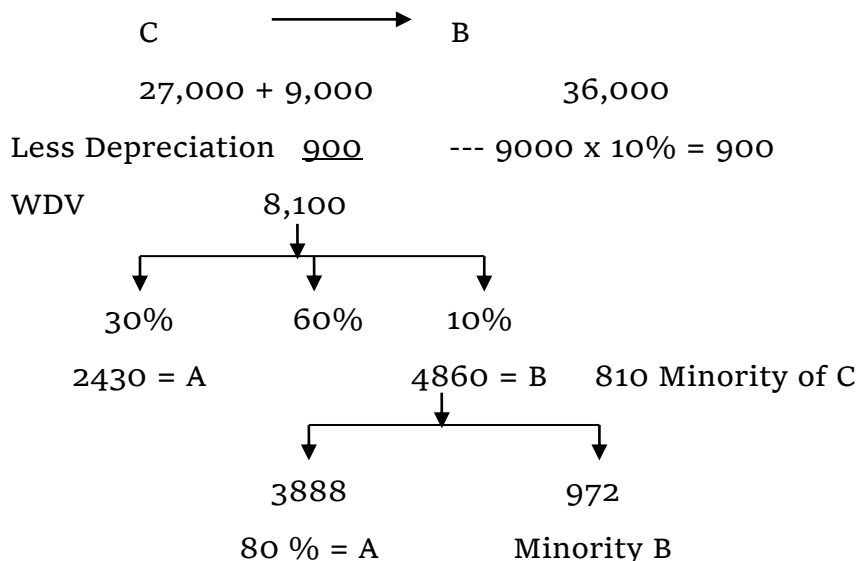 C B
27,000 + 9,000 36,000
Less Depreciation 900 --- 9000 x 10% = 900
WDV 8,100
30% 60% 10%
2430 = A 4860 = B 810 Minority of C
3888 972
80 % = A Minority B